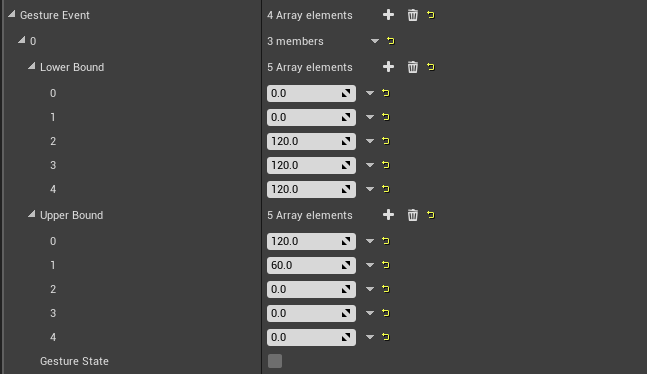 Gesture Event 4 Array elements
0 3 members
Lower Bound 5 Array elements
0 0.0
1 0.0
2 120.0
3 120.0
4 120.0
Upper Bound 5 Array elements
0 120.0
1 60.0
2 0.0
3 0.0
4 0.0
Gesture State